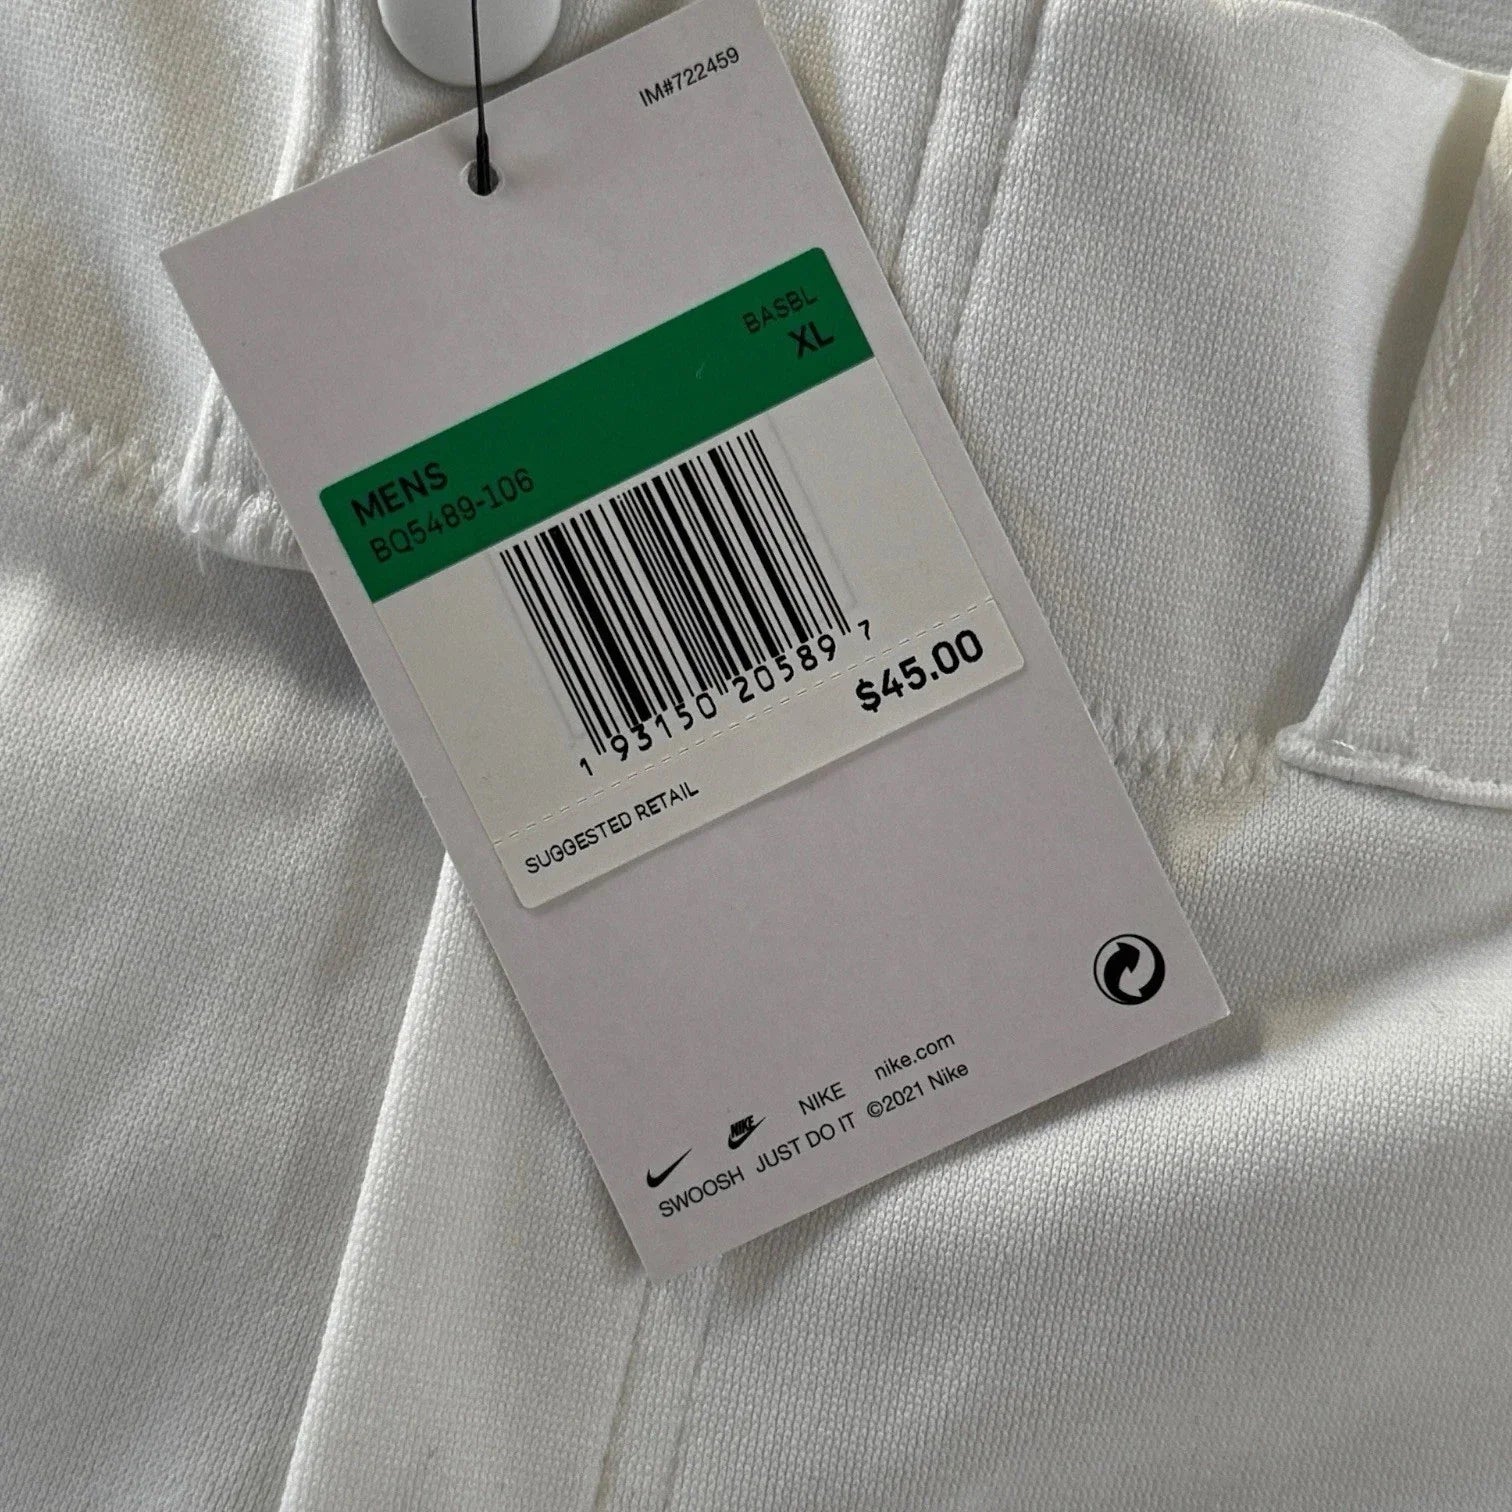 IM#722459
BASBL
XL
MENS
BQ5489-106
1 93150 20589 7
$45.00
SUGGESTED RETAIL
NIKE nike.com
NIKE
SWOOSH JUST DO IT ©2021 Nike